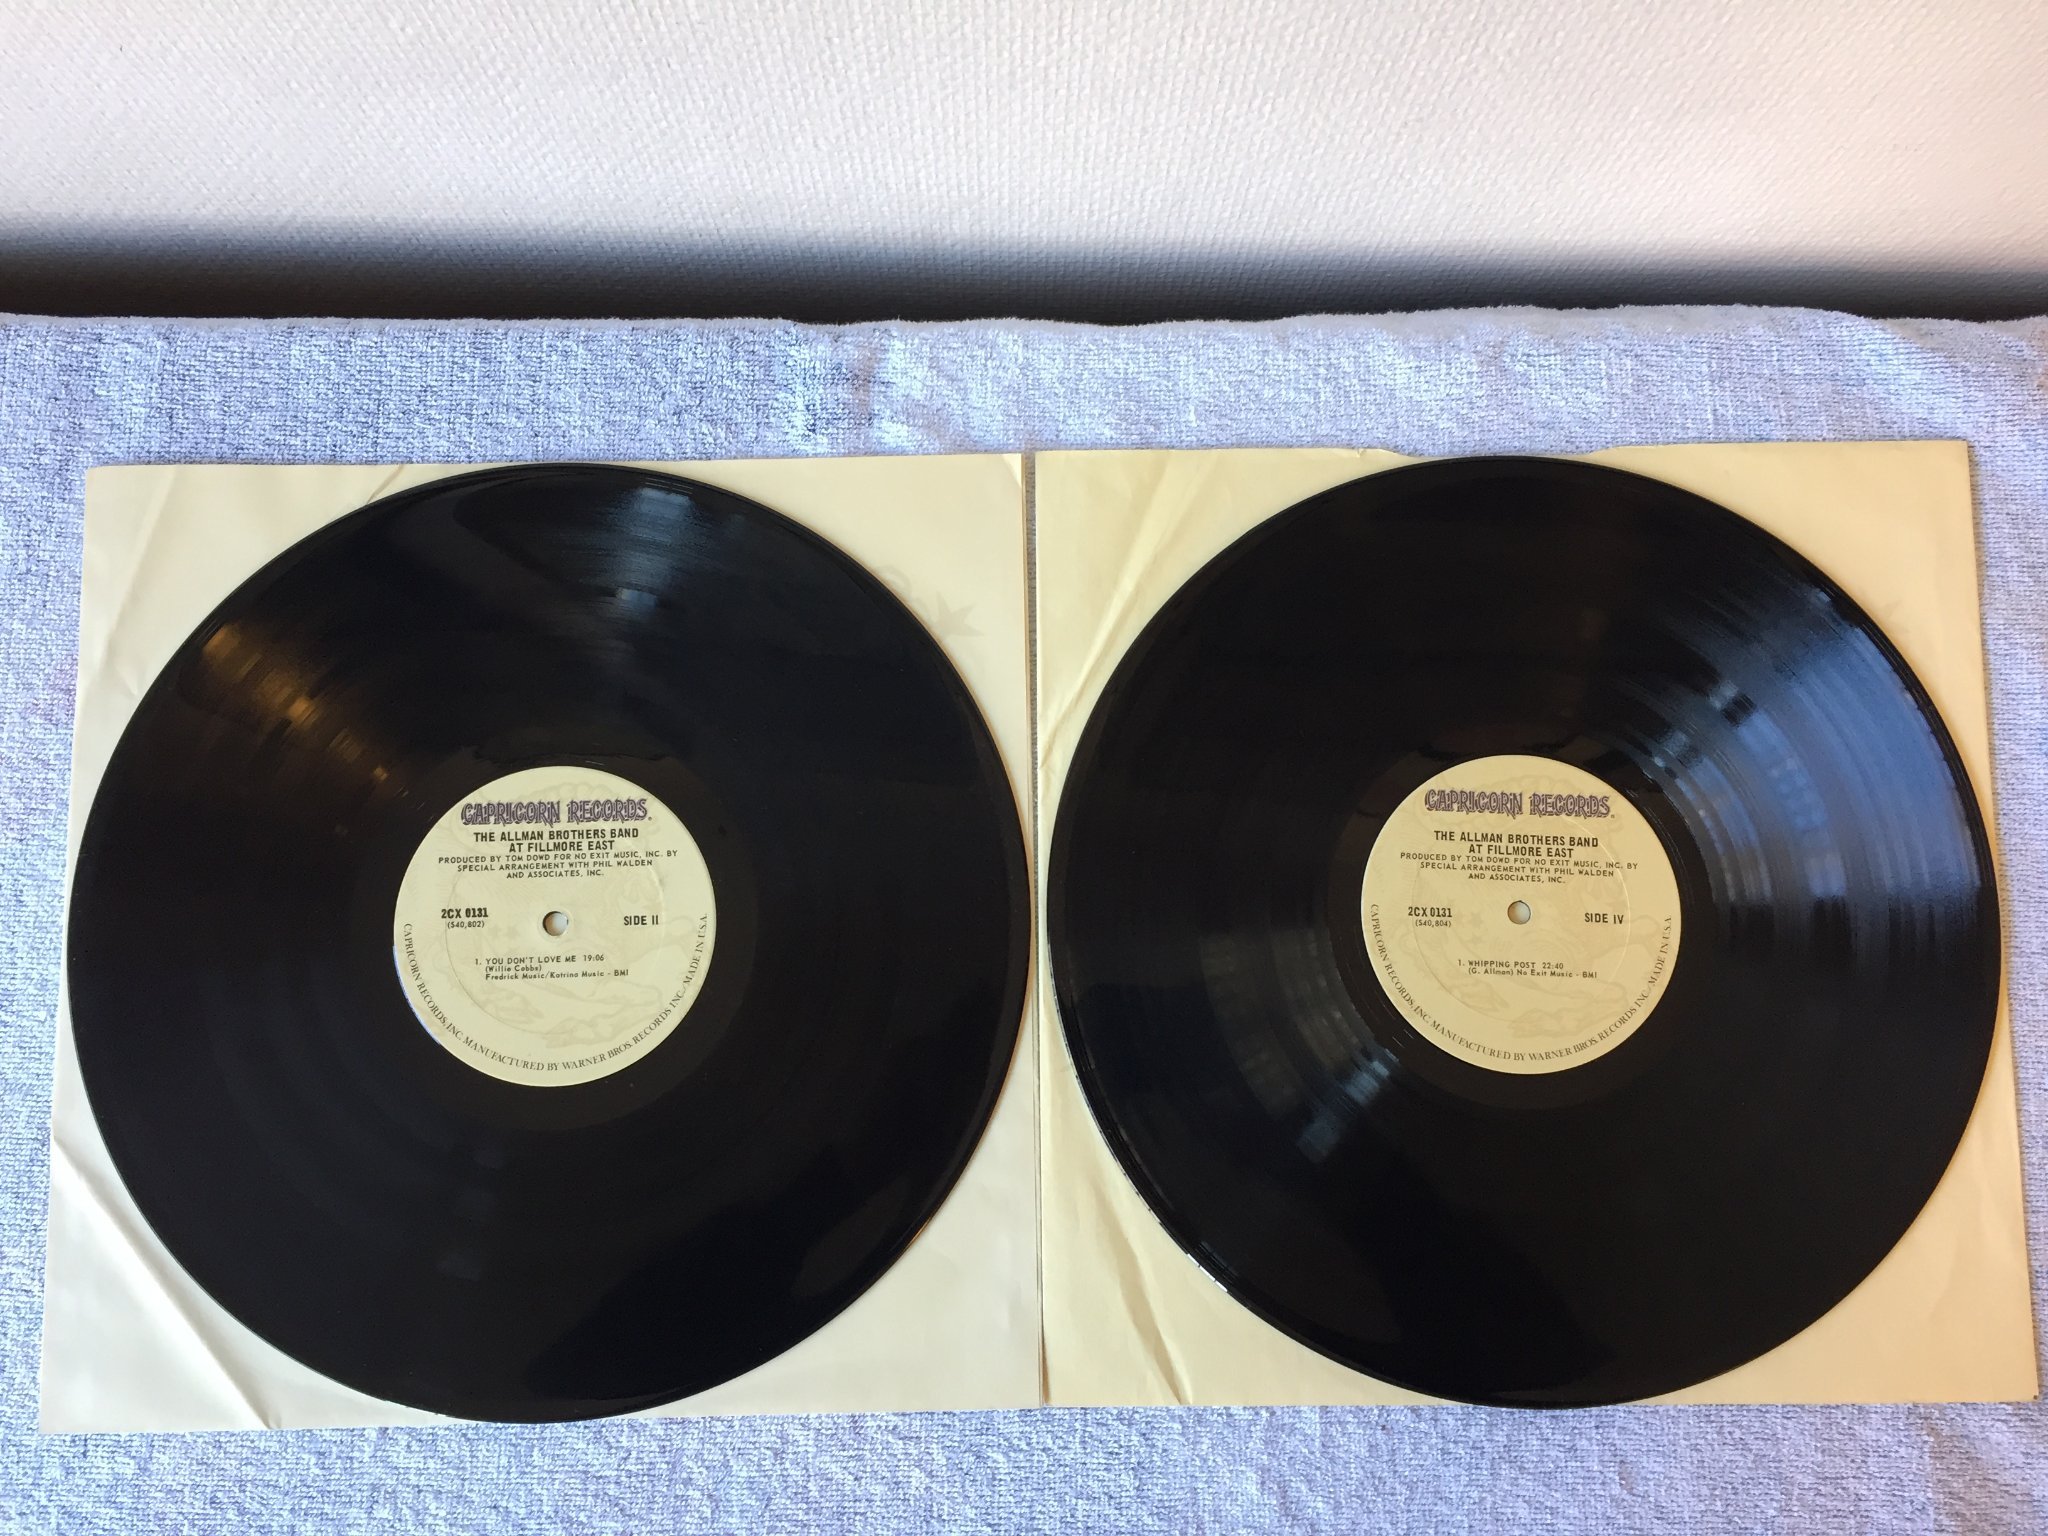 CAPRICORN RECORDS®
THE ALLMAN BROTHERS BAND
AT FILLMORE EAST
PRODUCED BY TOM DOWD FOR NO EXIT MUSIC, INC. BY
SPECIAL ARRANGEMENT WITH PHIL WALDEN
AND ASSOCIATES, INC.
2CX 0131
(S40,802)
SIDE II
1. YOU DON'T LOVE ME 19:06
(Willie Cobbs)
Fredrick Music/Katrina Music - BMI
CAPRICORN RECORDS, INC. MANUFACTURED BY WARNER BROS. RECORDS INC., MADE IN U.S.A.
CAPRICORN RECORDS®
THE ALLMAN BROTHERS BAND
AT FILLMORE EAST
PRODUCED BY TOM DOWD FOR NO EXIT MUSIC, INC. BY
SPECIAL ARRANGEMENT WITH PHIL WALDEN
AND ASSOCIATES, INC.
2CX 0131
(S40,804)
SIDE IV
1. WHIPPING POST 22:40
(G. Allman) No Exit Music - BMI
CAPRICORN RECORDS, INC. MANUFACTURED BY WARNER BROS. RECORDS INC., MADE IN U.S.A.